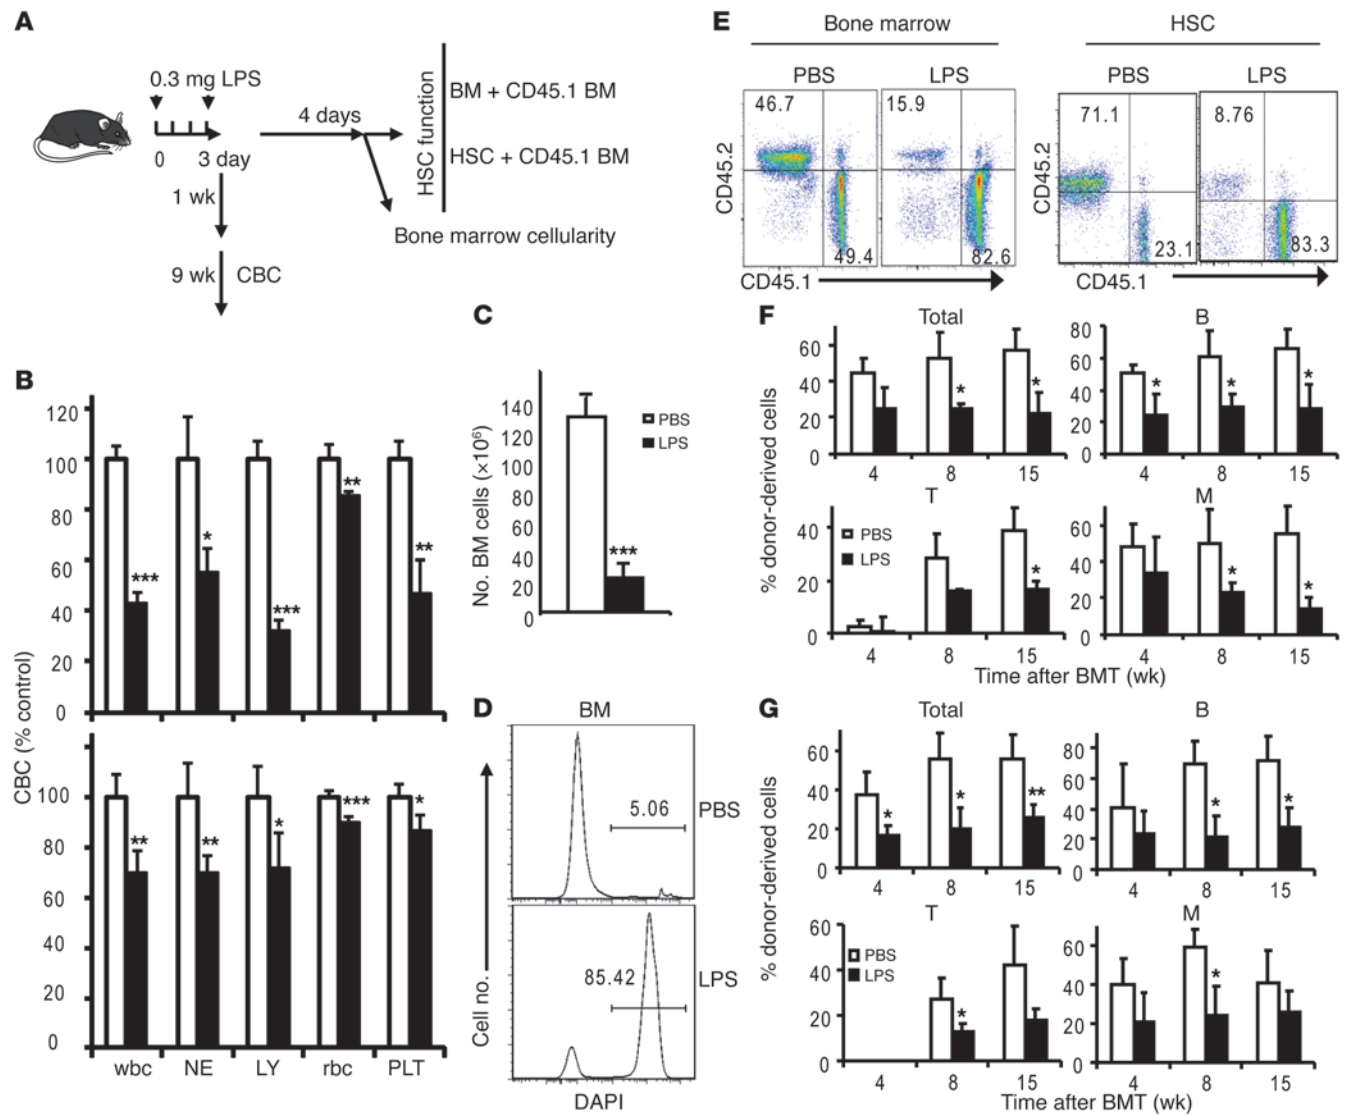 A
0.3 mg LPS
0 3 day
1 wk
9 wk CBC
4 days
HSC function
BM + CD45.1 BM
HSC + CD45.1 BM
Bone marrow cellularity
B
CBC (% control)
120
100
80
60
40
20
0
*** * *** ** **
100
80
60
40
20
0
** ** * *** *
wbc NE LY rbc PLT
C
No. BM cells (×10⁶)
140
120
100
80
60
40
20
0
***
PBS
LPS
D
BM
5.06 PBS
85.42 LPS
Cell no.
DAPI
E
Bone marrow HSC
PBS LPS PBS LPS
46.7 15.9 71.1 8.76
49.4 82.6 23.1 83.3
CD45.2 CD45.2
CD45.1 CD45.1
F
% donor-derived cells
Total
60
40
20
0
* *
4 8 15
B
80
60
40
20
0
* * *
4 8 15
T
40
20
0
PBS
LPS
*
4 8 15
M
60
40
20
0
* *
4 8 15
Time after BMT (wk)
G
% donor-derived cells
Total
60
40
20
0
* * **
4 8 15
B
80
60
40
20
0
* *
4 8 15
T
60
40
20
0
PBS
LPS
*
4 8 15
M
60
40
20
0
*
4 8 15
Time after BMT (wk)